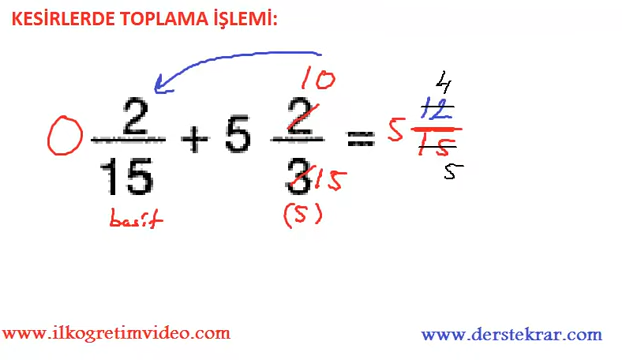 KESİRLERDE TOPLAMA İŞLEMİ:
10 4
0 2 + 5 2 = 5 12
15 3 15 15
basit (5) 5
www.ilkogretimvideo.com www.derstekrar.com